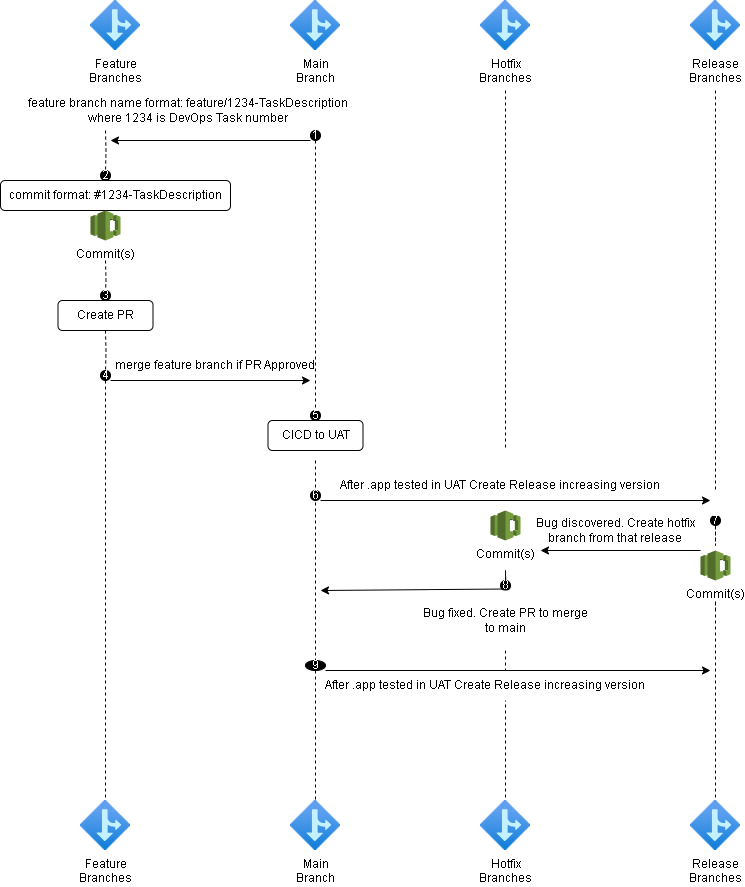 Feature
Branches
Main
Branch
Hotfix
Branches
Release
Branches
feature branch name format: feature/1234-TaskDescription
where 1234 is DevOps Task number
1
2
commit format: #1234-TaskDescription
Commit(s)
3
Create PR
merge feature branch if PR Approved
4
5
CICD to UAT
After .app tested in UAT Create Release increasing version
6
7
Bug discovered. Create hotfix
branch from that release
Commit(s)
Commit(s)
8
Bug fixed. Create PR to merge
to main
9
After .app tested in UAT Create Release increasing version
Feature
Branches
Main
Branch
Hotfix
Branches
Release
Branches